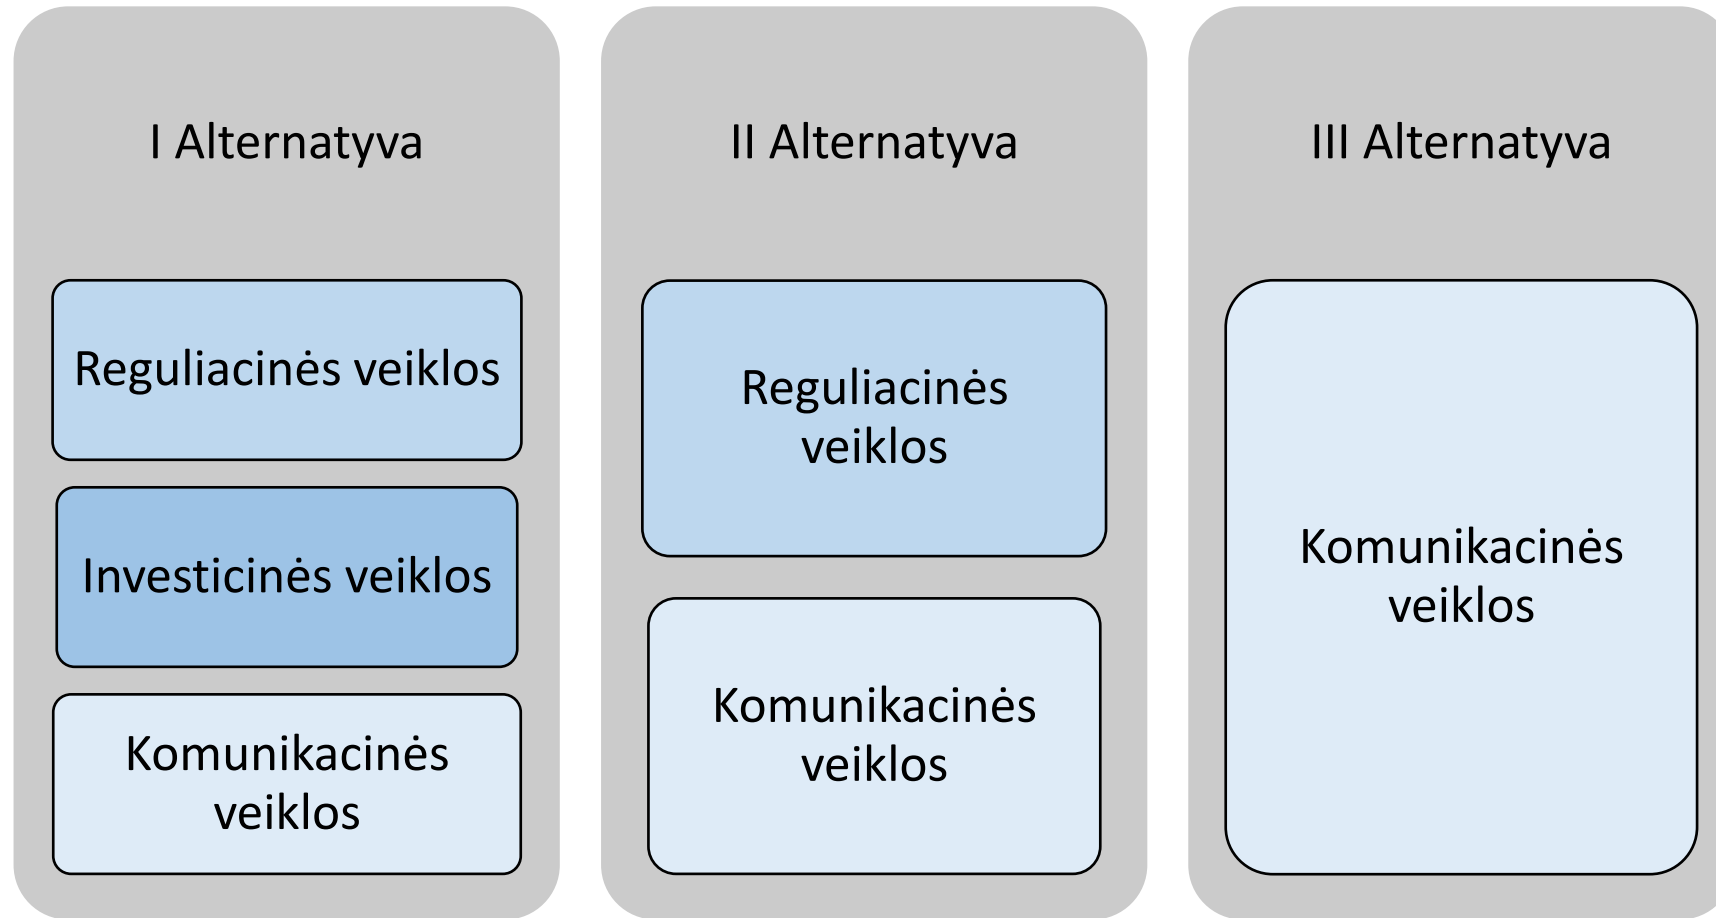 I Alternatyva
Reguliacinės veiklos
Investicinės veiklos
Komunikacinės
veiklos
II Alternatyva
Reguliacinės
veiklos
Komunikacinės
veiklos
III Alternatyva
Komunikacinės
veiklos